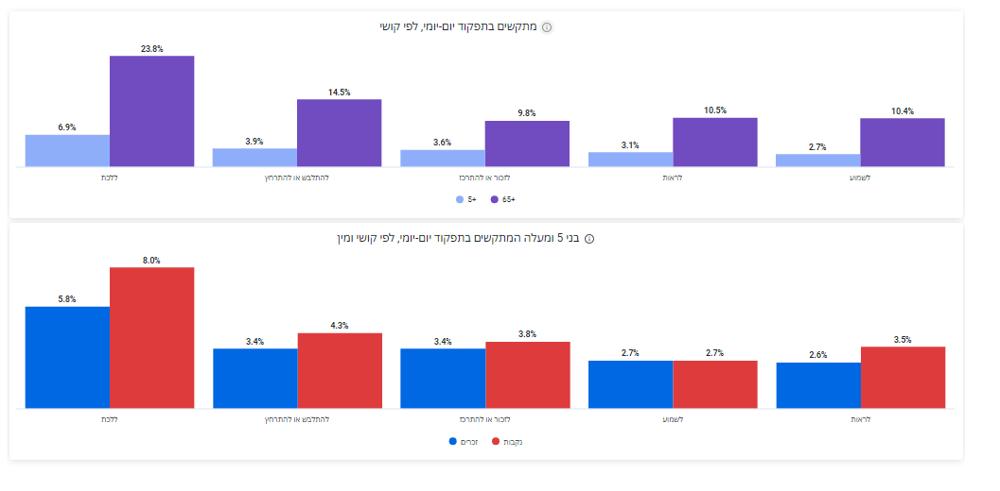 מתקשים בתפקוד יום-יומי, לפי קושי
23.8%
14.5%
9.8%
10.5%
10.4%
6.9%
3.9%
3.6%
3.1%
2.7%
ללכת
להתלבש או להתרחץ
לזכור או להתרכז
לראות
לשמוע
5+
65+
בני 5 ומעלה המתקשים בתפקוד יום-יומי, לפי קושי ומין
8.0%
5.8%
3.4%
4.3%
3.4%
3.8%
2.7%
2.7%
2.6%
3.5%
ללכת
להתלבש או להתרחץ
לזכור או להתרכז
לשמוע
לראות
זכרים
נקבות